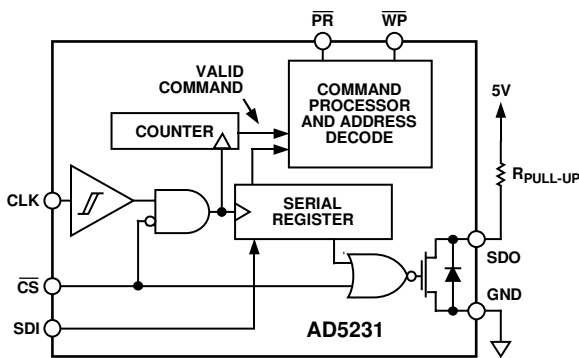 PR
WP
VALID
COMMAND
COMMAND
PROCESSOR
AND ADDRESS
DECODE
5V
COUNTER
RPULL-UP
CLK
SERIAL
REGISTER
SDO
CS
GND
SDI
AD5231